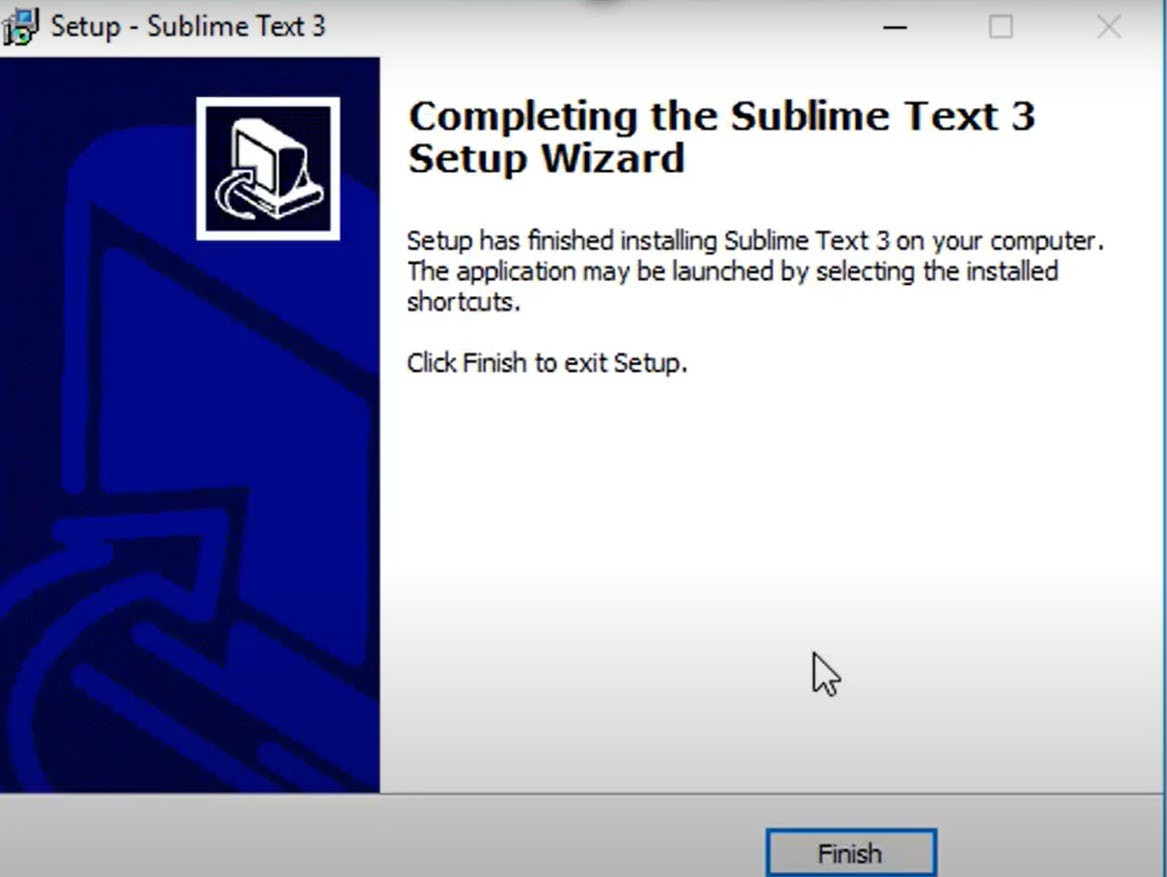 Setup - Sublime Text 3
Completing the Sublime Text 3
Setup Wizard
Setup has finished installing Sublime Text 3 on your computer.
The application may be launched by selecting the installed
shortcuts.
Click Finish to exit Setup.
Finish